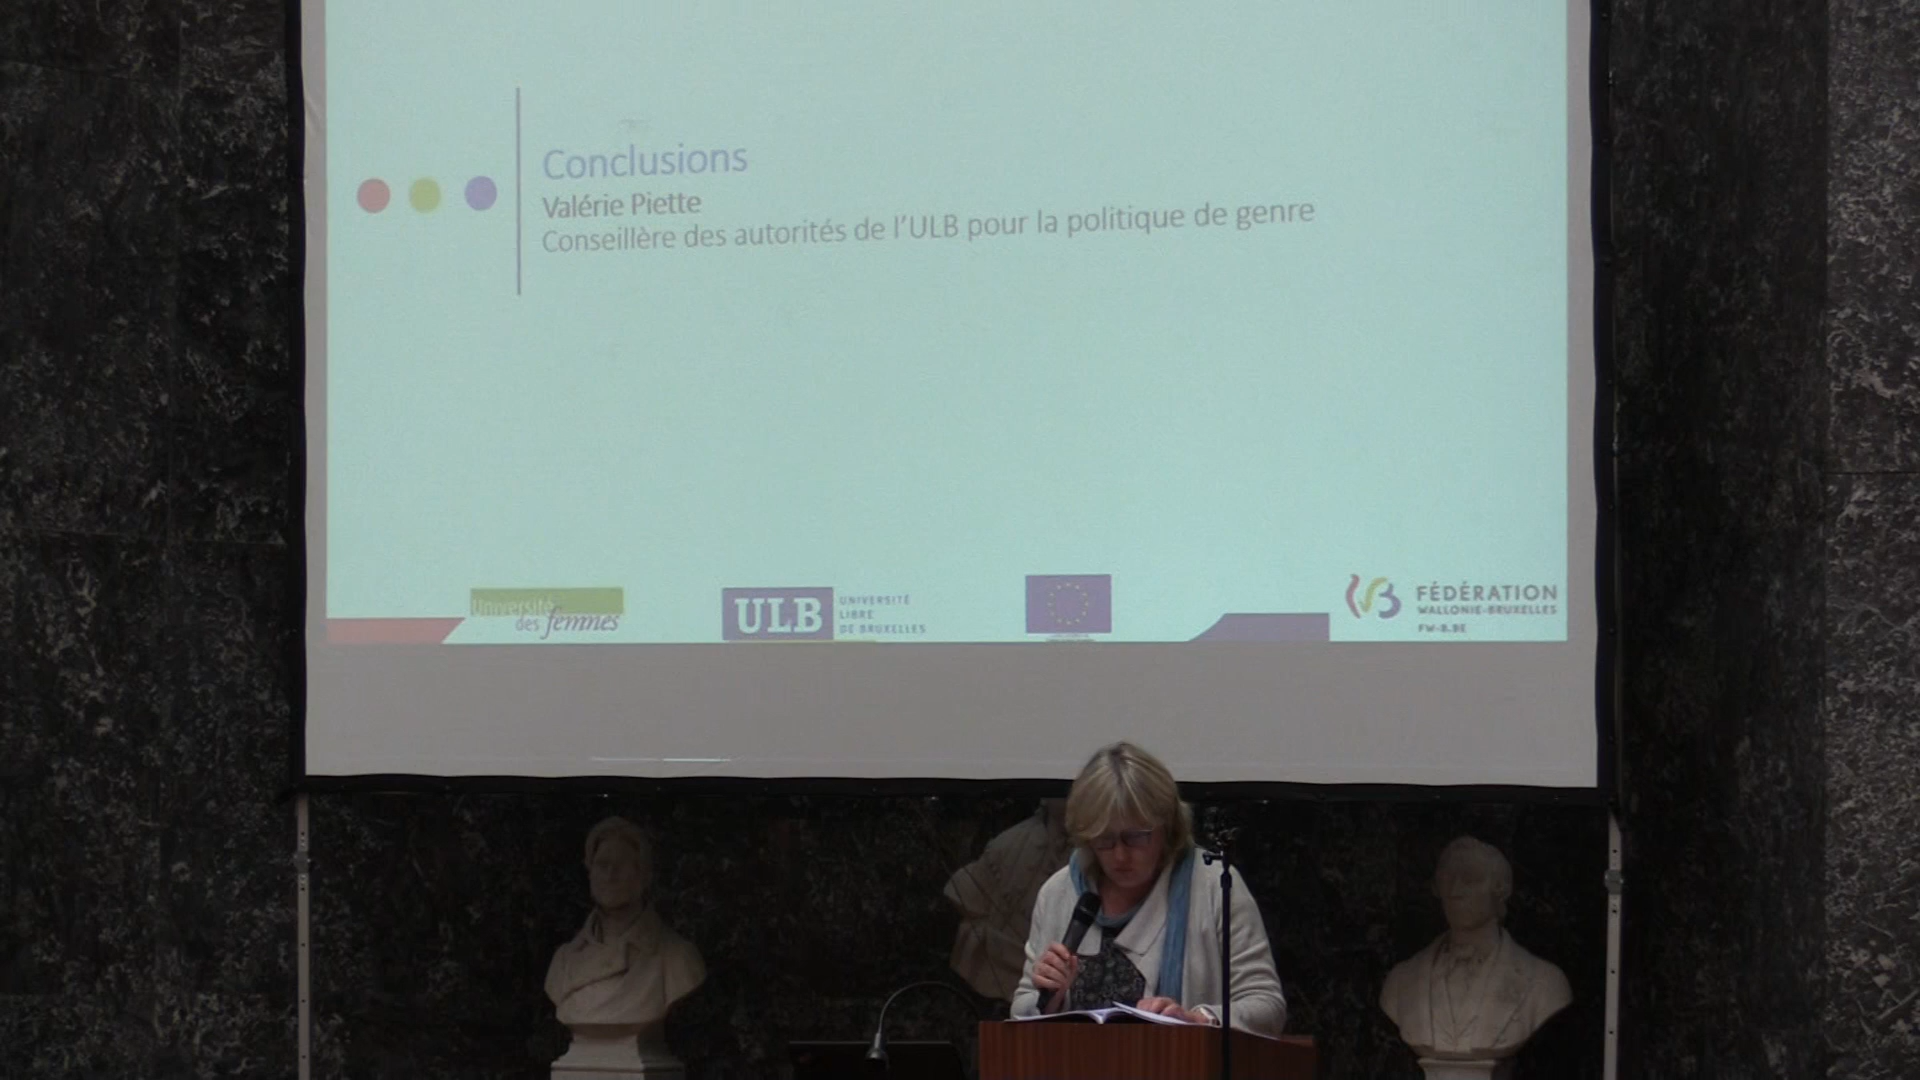 Conclusions
Valérie Piette
Conseillère des autorités de l'ULB pour la politique de genre
Université
des femmes
ULB
UNIVERSITÉ
LIBRE
DE BRUXELLES
FÉDÉRATION
WALLONIE-BRUXELLES
FW-B.BE